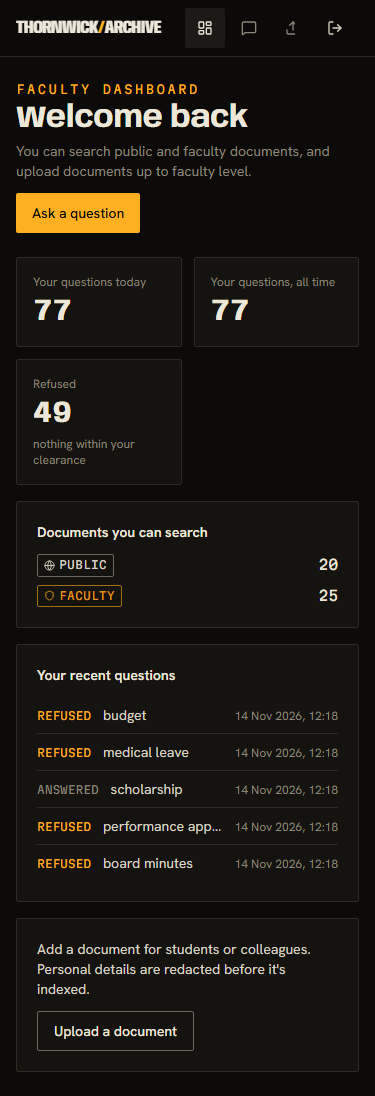 THORNWICK/ARCHIVE
FACULTY DASHBOARD
Welcome back
You can search public and faculty documents, and
upload documents up to faculty level.
Ask a question
Your questions today
77
Your questions, all time
77
Refused
49
nothing within your
clearance
Documents you can search
PUBLIC 20
FACULTY 25
Your recent questions
REFUSED budget 14 Nov 2026, 12:18
REFUSED medical leave 14 Nov 2026, 12:18
ANSWERED scholarship 14 Nov 2026, 12:18
REFUSED performance app... 14 Nov 2026, 12:18
REFUSED board minutes 14 Nov 2026, 12:18
Add a document for students or colleagues.
Personal details are redacted before it's
indexed.
Upload a document